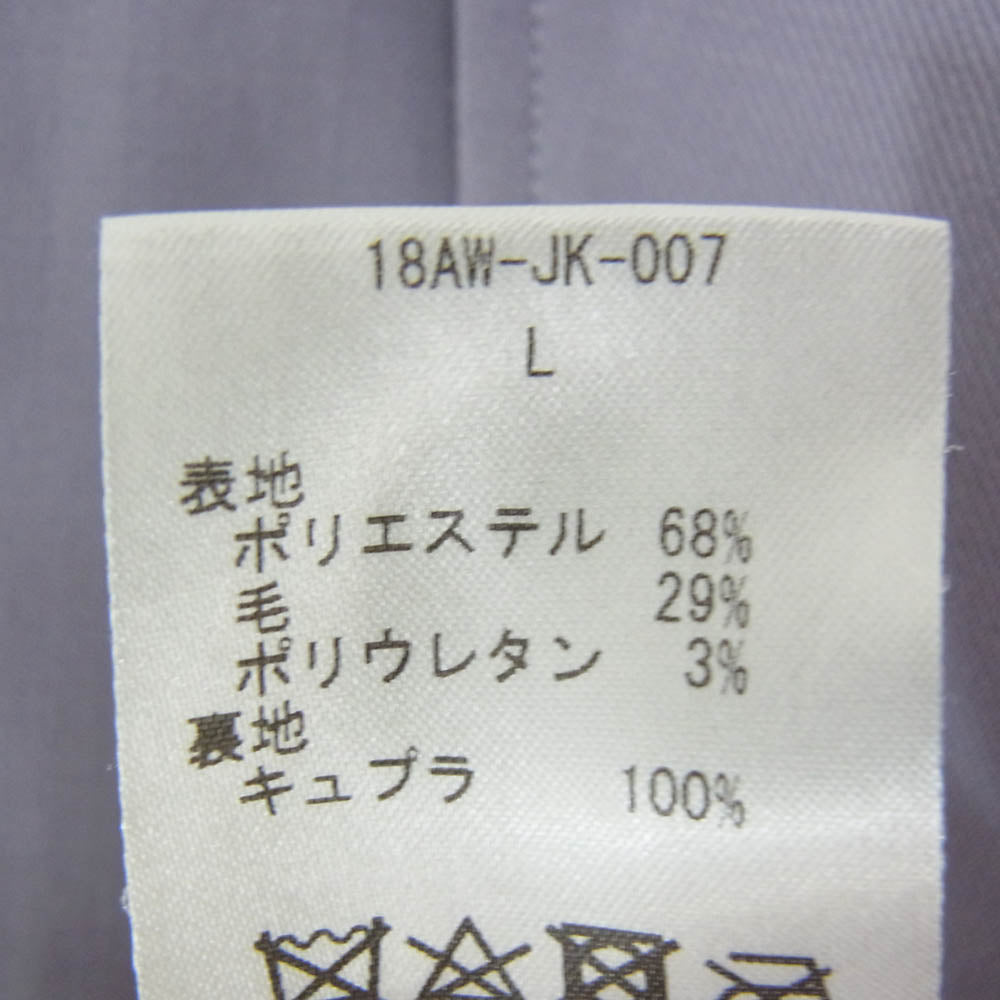 18AW-JK-007
L
表地
ポリエステル 68%
毛 29%
ポリウレタン 3%
裏地
キュプラ 100%